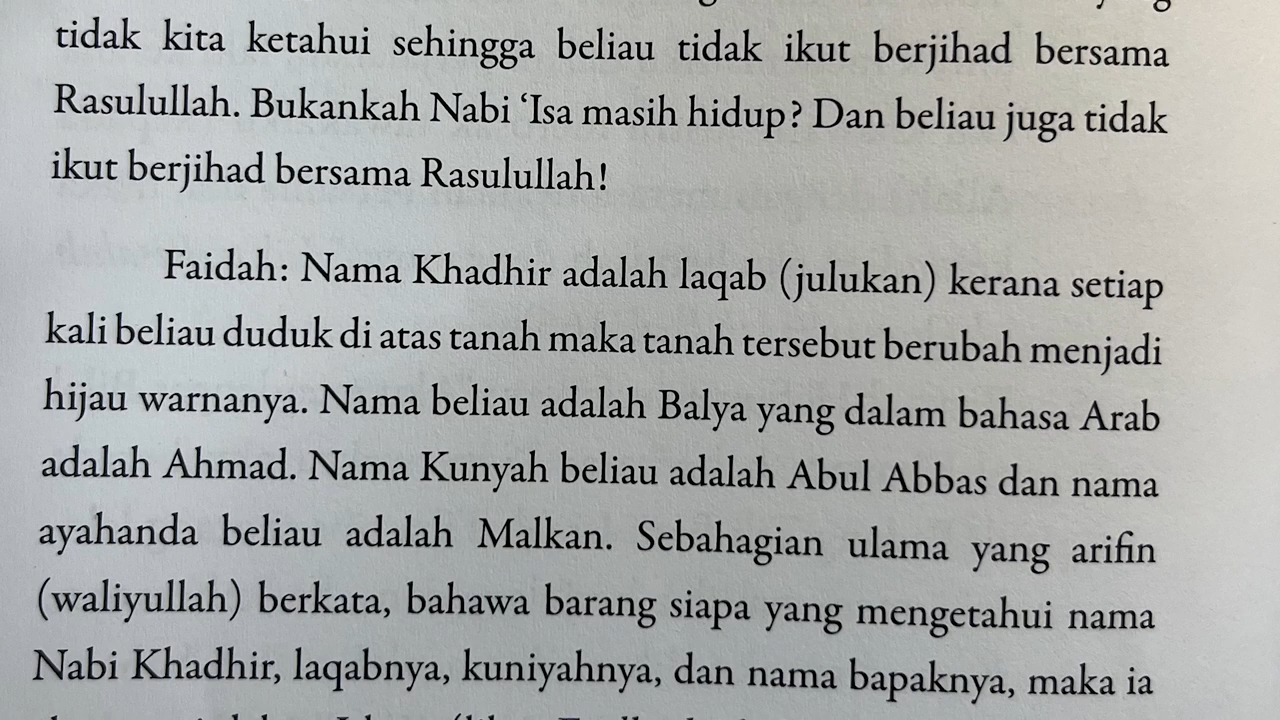 tidak kita ketahui sehingga beliau tidak ikut berjihad bersama
Rasulullah. Bukankah Nabi ‘Isa masih hidup? Dan beliau juga tidak
ikut berjihad bersama Rasulullah!
Faidah: Nama Khadhir adalah laqab (julukan) kerana setiap
kali beliau duduk di atas tanah maka tanah tersebut berubah menjadi
hijau warnanya. Nama beliau adalah Balya yang dalam bahasa Arab
adalah Ahmad. Nama Kunyah beliau adalah Abul Abbas dan nama
ayahanda beliau adalah Malkan. Sebahagian ulama yang arifin
(waliyullah) berkata, bahawa barang siapa yang mengetahui nama
Nabi Khadhir, laqabnya, kuniyahnya, dan nama bapaknya, maka ia